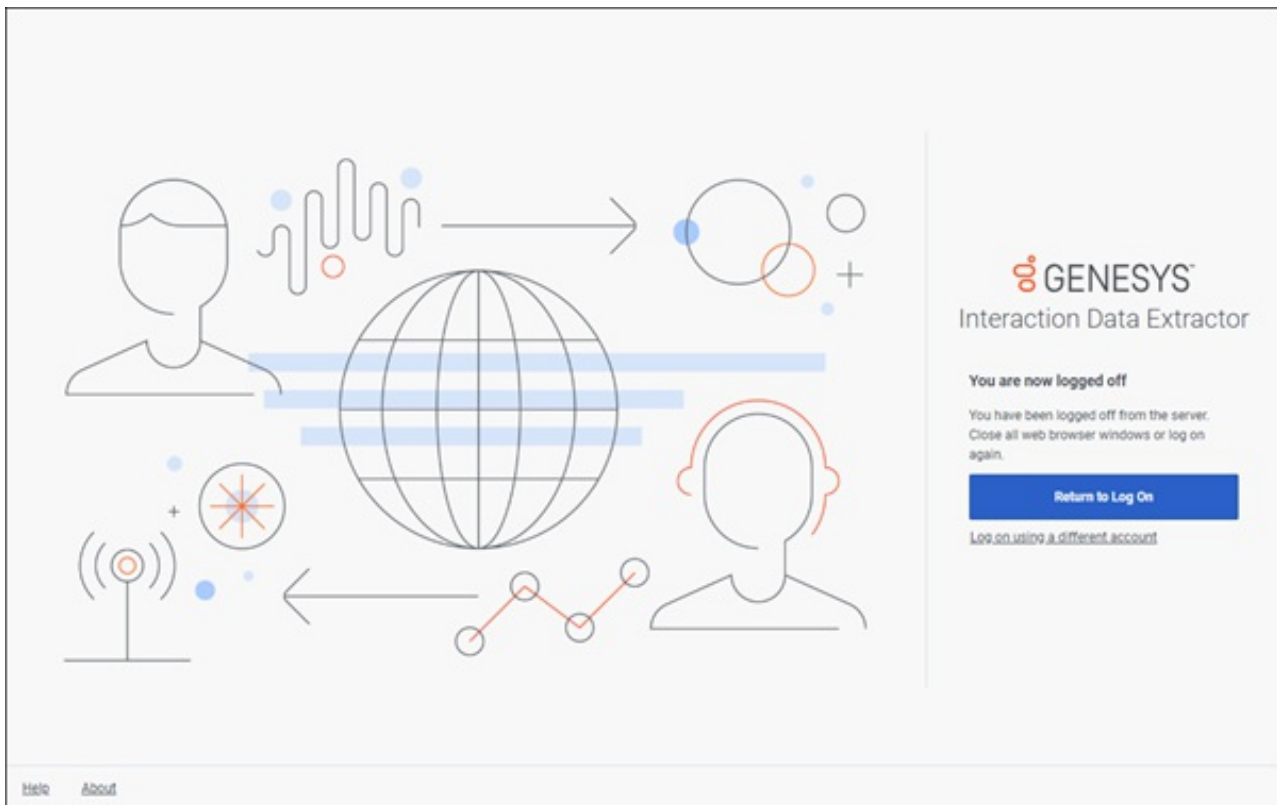 GENESYS™
Interaction Data Extractor
You are now logged off
You have been logged off from the server.
Close all web browser windows or log on
again.
Return to Log On
Log on using a different account
Help About